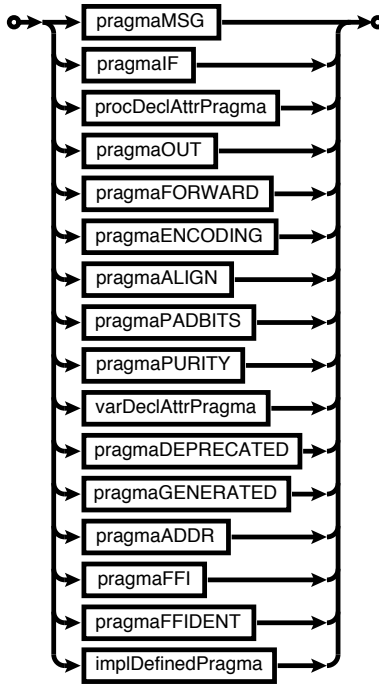 pragmaMSG
pragmaIF
procDeclAttrPragma
pragmaOUT
pragmaFORWARD
pragmaENCODING
pragmaALIGN
pragmaPADBITS
pragmaPURITY
varDeclAttrPragma
pragmaDEPRECATED
pragmaGENERATED
pragmaADDR
pragmaFFI
pragmaFFIDENT
implDefinedPragma